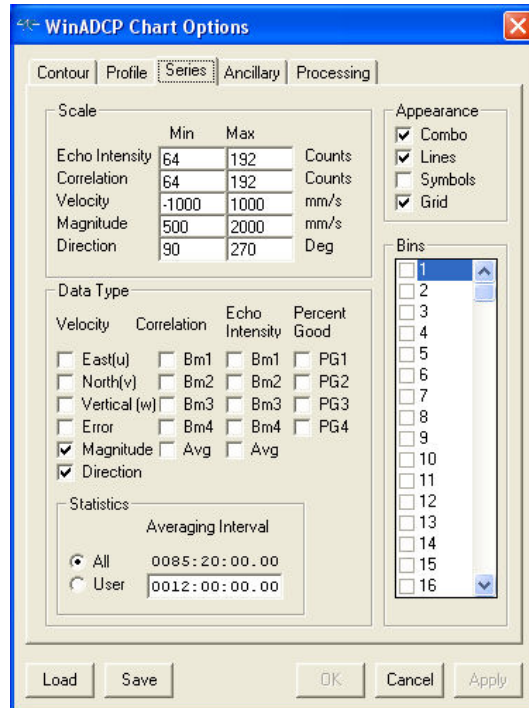 WinADCP Chart Options
Contour Profile Series Ancillary Processing
Scale
Min Max
Echo Intensity 64 192 Counts
Correlation 64 192 Counts
Velocity -1000 1000 mm/s
Magnitude 500 2000 mm/s
Direction 90 270 Deg
Appearance
Combo
Lines
Symbols
Grid
Data Type
Velocity Correlation Echo Intensity Percent Good
East(u) Bm1 Bm1 PG1
North(v) Bm2 Bm2 PG2
Vertical (w) Bm3 Bm3 PG3
Error Bm4 Bm4 PG4
Magnitude Avg Avg
Direction
Statistics
Averaging Interval
All 0085:20:00.00
User 0012:00:00.00
Bins
1
2
3
4
5
6
7
8
9
10
11
12
13
14
15
16
Load Save OK Cancel Apply